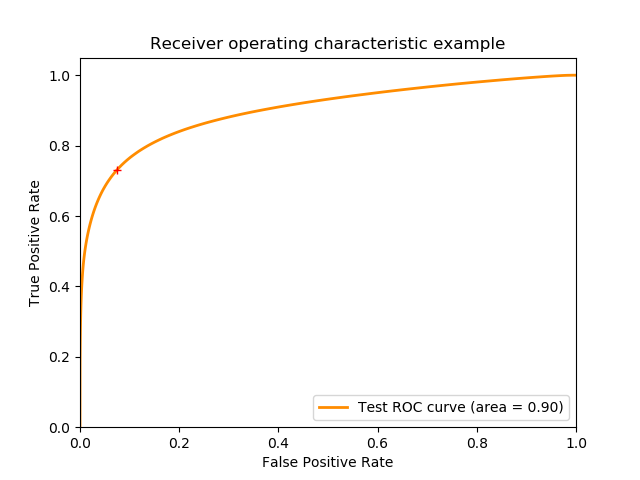 Receiver operating characteristic example
1.0
0.8
0.6
0.4
0.2
0.0
True Positive Rate
Test ROC curve (area = 0.90)
0.0 0.2 0.4 0.6 0.8 1.0
False Positive Rate